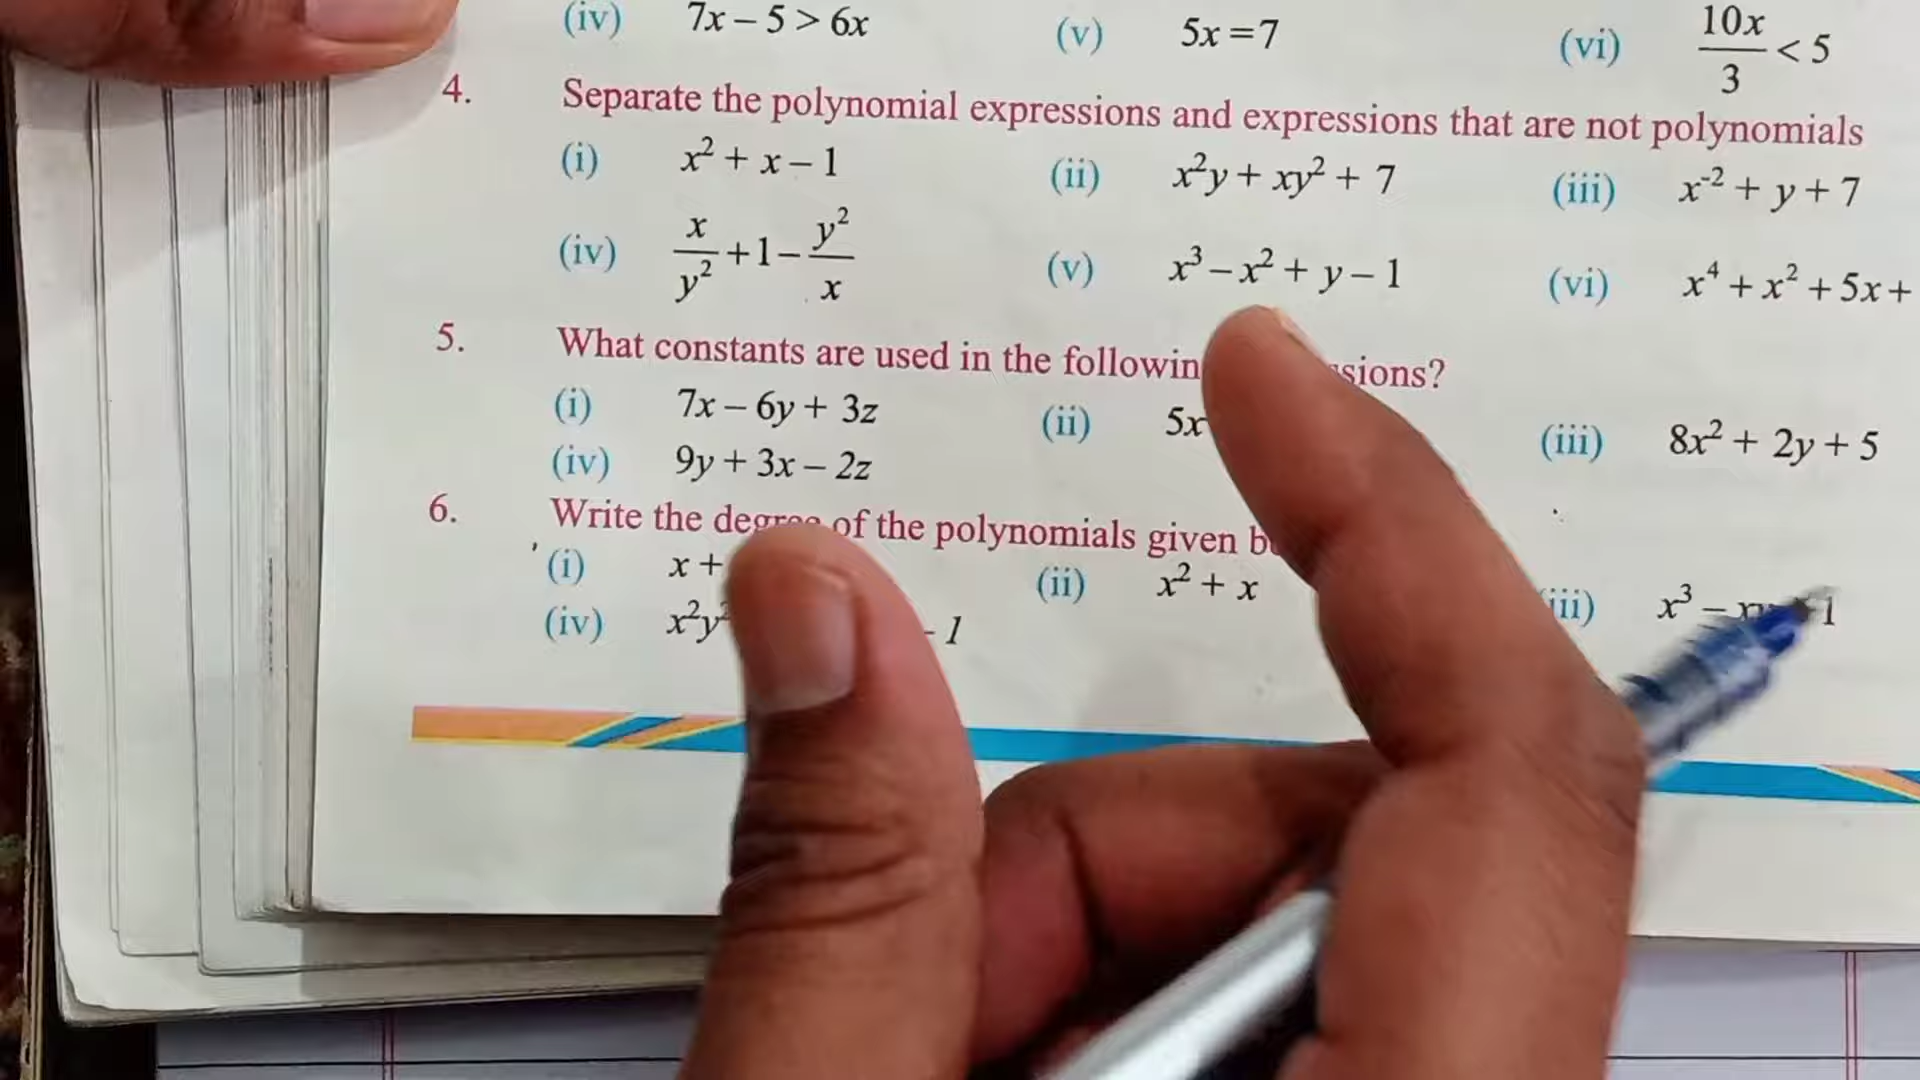 (iv) 7x – 5 > 6x (v) 5x = 7 (vi) 10x/3 < 5
4. Separate the polynomial expressions and expressions that are not polynomials
(i) x² + x – 1 (ii) x²y + xy² + 7 (iii) x⁻² + y + 7
(iv) x/y² + 1 – y²/x (v) x³ – x² + y – 1 (vi) x⁴ + x² + 5x +
5. What constants are used in the ?
(i) 7x – 6y + 3z (ii) 5x (iii) 8x² + 2y + 5
(iv) 9y + 3x – 2z
6. Write the of the polynomials given
(i) x + (ii) x² + x (iii) x³ – 1
(iv) x²y – 1